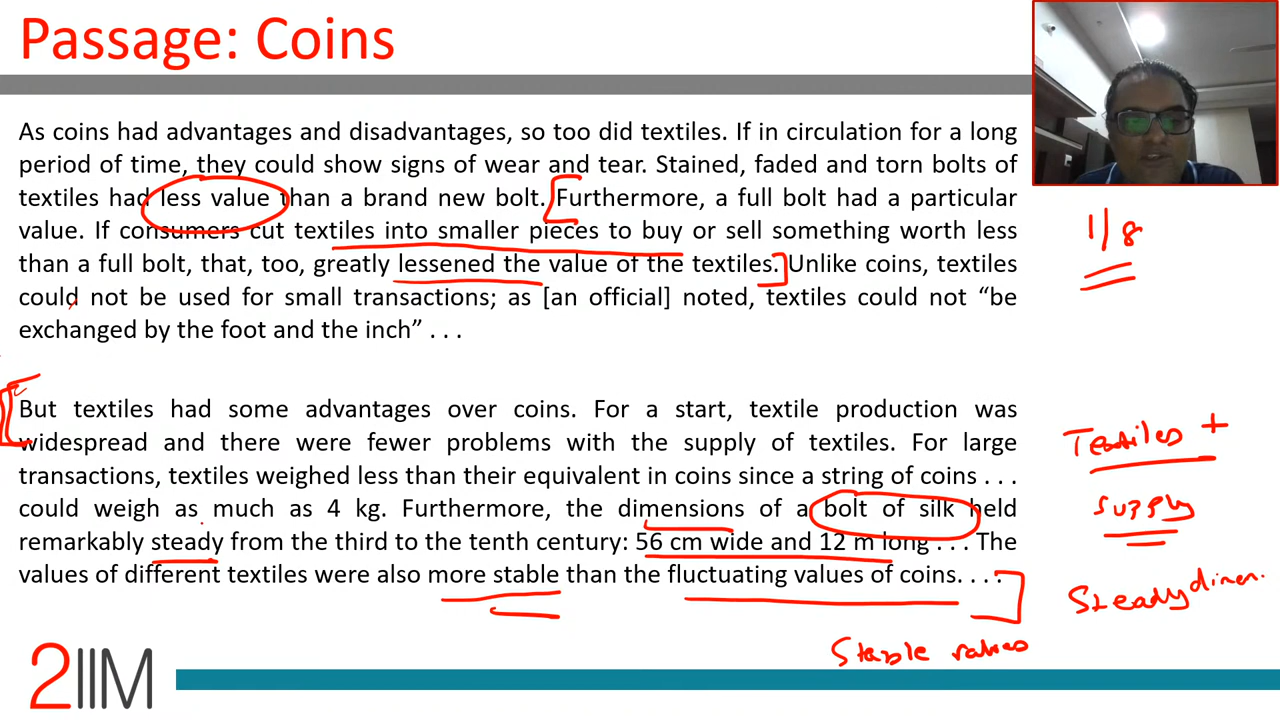 Passage: Coins
As coins had advantages and disadvantages, so too did textiles. If in circulation for a long
period of time, they could show signs of wear and tear. Stained, faded and torn bolts of
textiles had less value than a brand new bolt. Furthermore, a full bolt had a particular
value. If consumers cut textiles into smaller pieces to buy or sell something worth less
than a full bolt, that, too, greatly lessened the value of the textiles. Unlike coins, textiles
could not be used for small transactions; as [an official] noted, textiles could not “be
exchanged by the foot and the inch” . . .
1/8
But textiles had some advantages over coins. For a start, textile production was
widespread and there were fewer problems with the supply of textiles. For large
transactions, textiles weighed less than their equivalent in coins since a string of coins . . .
could weigh as much as 4 kg. Furthermore, the dimensions of a bolt of silk held
remarkably steady from the third to the tenth century: 56 cm wide and 12 m long . . . The
values of different textiles were also more stable than the fluctuating values of coins. . . .
Textiles +
supply
Steady dimen.
Stable values
2IIM